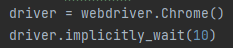 driver = webdriver.Chrome()
driver.implicitly_wait(10)